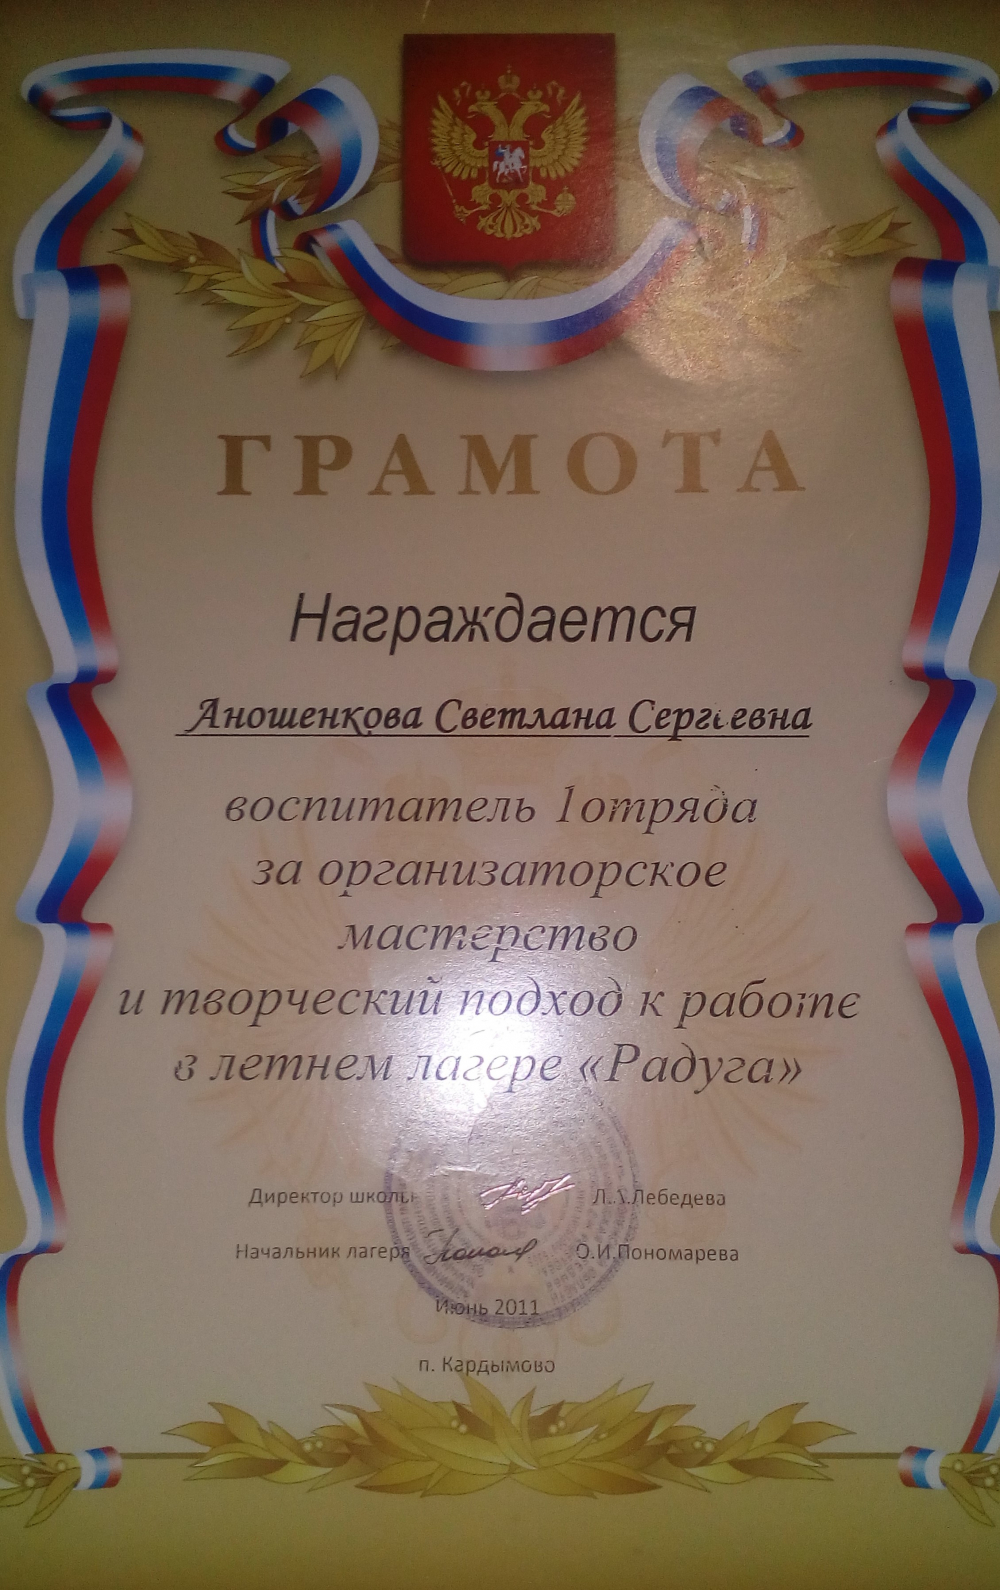 ГРАМОТА
Награждается
Аношенкова Светлана Сергеевна
воспитатель 1отряда
за организаторское
мастерство
и творческий подход к работе
в летнем лагере «Радуга»
Директор школы Лебедева
Начальник лагеря О.И.Пономарева
Июнь 2011
п. Кардымово